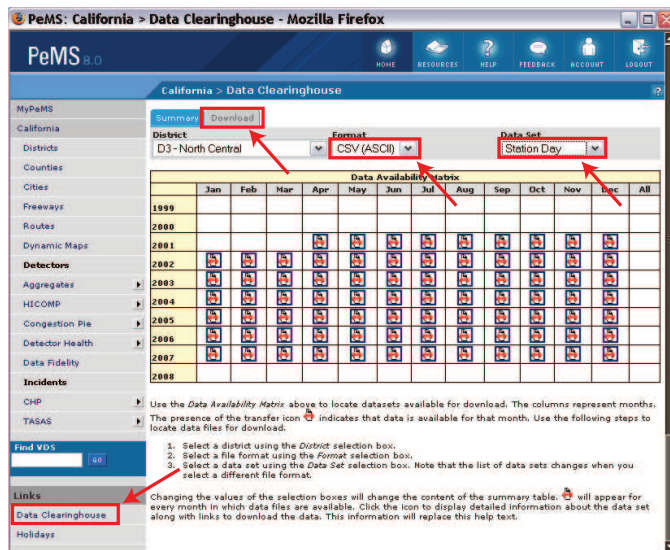 PeMS: California > Data Clearinghouse - Mozilla Firefox
PeMS 8.0
HOME RESOURCES HELP FEEDBACK ACCOUNT LOGOUT
California > Data Clearinghouse ?
MyPeMS
California
Districts
Counties
Cities
Freeways
Routes
Dynamic Maps
Detectors
Aggregates
HICOMP
Congestion Pie
Detector Health
Data Fidelity
Incidents
CHP
TASAS
Find VDS
GO
Links
Data Clearinghouse
Holidays
Summary Download
District Format Data Set
D3 - North Central CSV (ASCII) Station Day
Data Availability Matrix
Jan Feb Mar Apr May Jun Jul Aug Sep Oct Nov Dec All
1999
2000
2001
2002
2003
2004
2005
2006
2007
2008
Use the Data Availability Matrix above to locate datasets available for download. The columns represent months.
The presence of the transfer icon indicates that data is available for that month. Use the following steps to
locate data files for download.
1. Select a district using the District selection box.
2. Select a file format using the Format selection box.
3. Select a data set using the Data Set selection box. Note that the list of data sets changes when you
select a different file format.
Changing the values of the selection boxes will change the content of the summary table. will appear for
every month in which data files are available. Click the icon to display detailed information about the data set
along with links to download the data. This information will replace this help text.